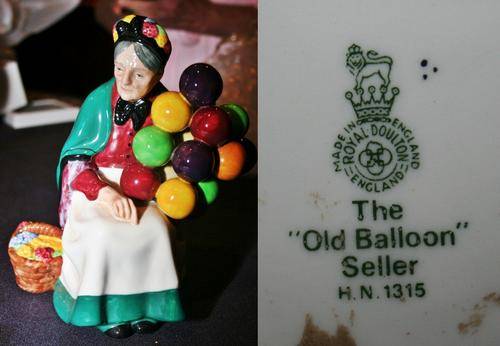 MADE IN ENGLAND
ROYAL DOULTON
ENGLAND
The
"Old Balloon"
Seller
H.N. 1315